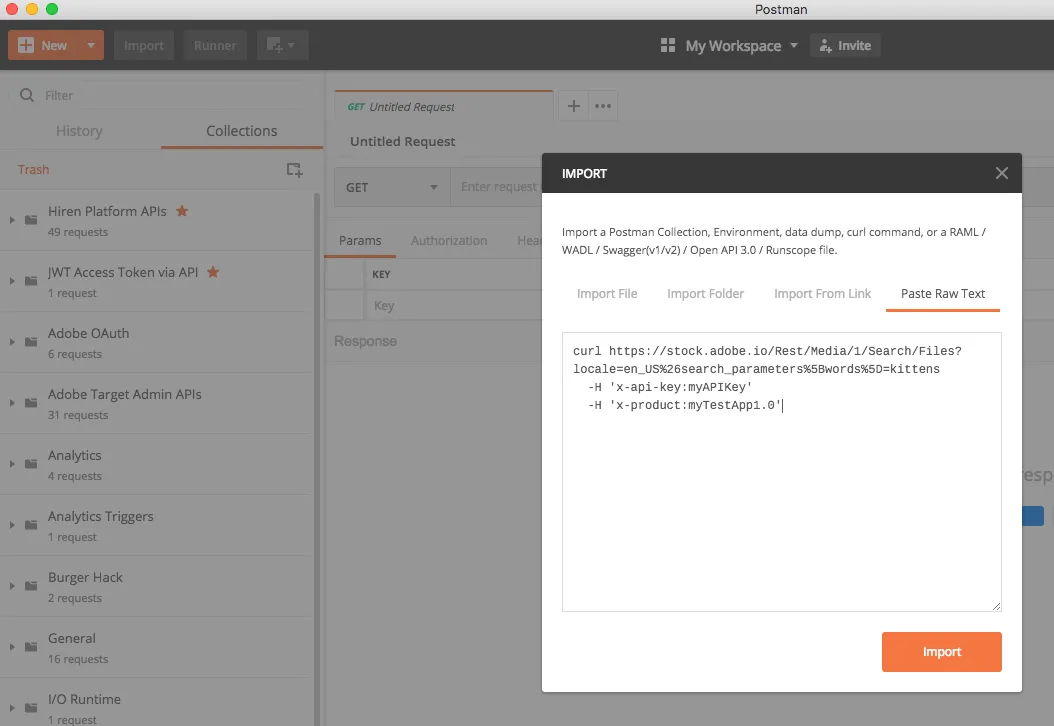 Postman
New
Import
Runner
My Workspace
Invite
Filter
History
Collections
Trash
Hiren Platform APIs
49 requests
JWT Access Token via API
1 request
Adobe OAuth
6 requests
Adobe Target Admin APIs
31 requests
Analytics
4 requests
Analytics Triggers
1 request
Burger Hack
2 requests
General
16 requests
I/O Runtime
1 request
GET Untitled Request
Untitled Request
GET
Enter request
Params
Authorization
Hea
KEY
Key
Response
resp
IMPORT
Import a Postman Collection, Environment, data dump, curl command, or a RAML /
WADL / Swagger(v1/v2) / Open API 3.0 / Runscope file.
Import File
Import Folder
Import From Link
Paste Raw Text
curl https://stock.adobe.io/Rest/Media/1/Search/Files?
locale=en_US%26search_parameters%5Bwords%5D=kittens
-H 'x-api-key:myAPIKey'
-H 'x-product:myTestApp1.0'
Import